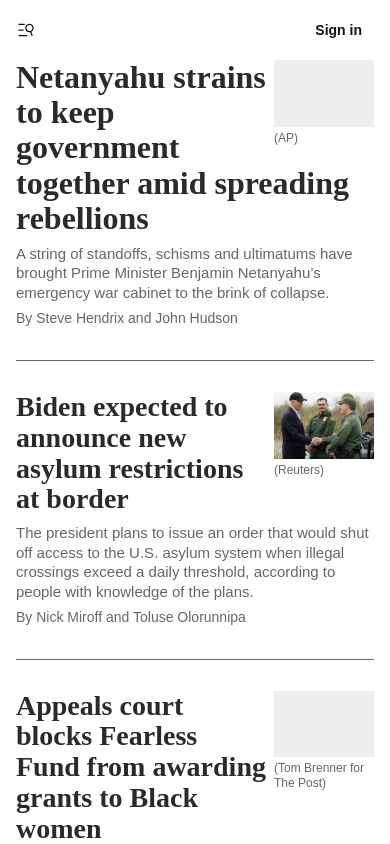 Sign in
Netanyahu strains
to keep
government
together amid spreading
rebellions
(AP)
A string of standoffs, schisms and ultimatums have
brought Prime Minister Benjamin Netanyahu’s
emergency war cabinet to the brink of collapse.
By Steve Hendrix and John Hudson
Biden expected to
announce new
asylum restrictions
at border
(Reuters)
The president plans to issue an order that would shut
off access to the U.S. asylum system when illegal
crossings exceed a daily threshold, according to
people with knowledge of the plans.
By Nick Miroff and Toluse Olorunnipa
Appeals court
blocks Fearless
Fund from awarding
grants to Black
women
(Tom Brenner for
The Post)